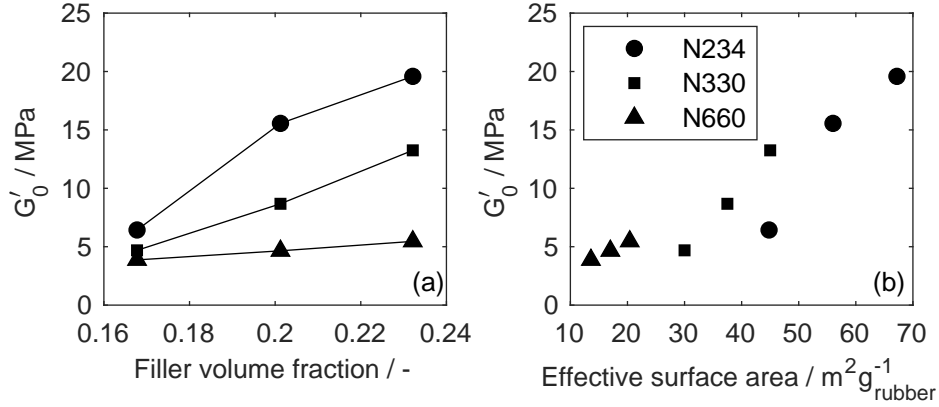 25
20
15
10
5
0
G′0 / MPa
0.16
0.18
0.2
0.22
0.24
(a)
Filler volume fraction / -
25
20
15
10
5
0
G′0 / MPa
N234
N330
N660
10
20
30
40
50
60
70
(b)
Effective surface area / m2g-1rubber